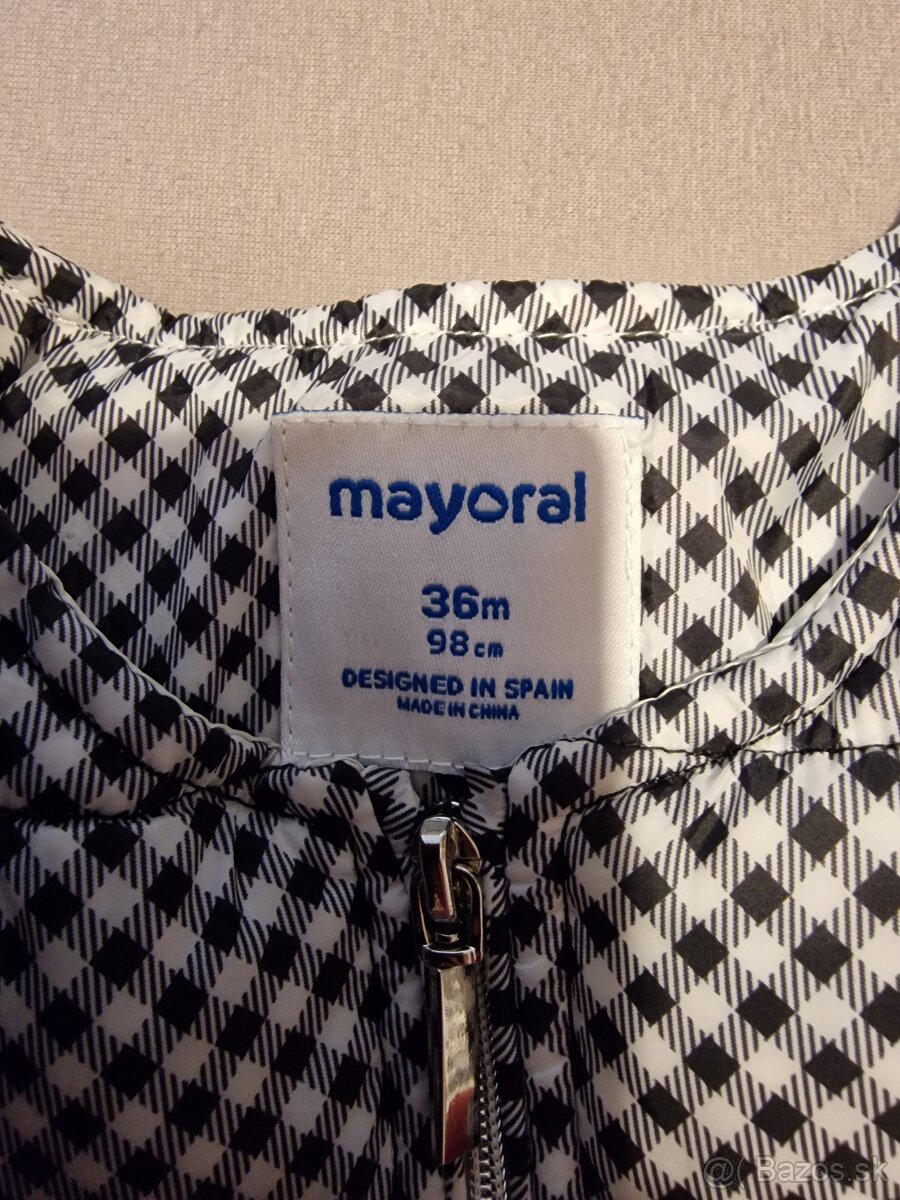 mayoral
36m
98cm
DESIGNED IN SPAIN
MADE IN CHINA
@( Bazos.sk